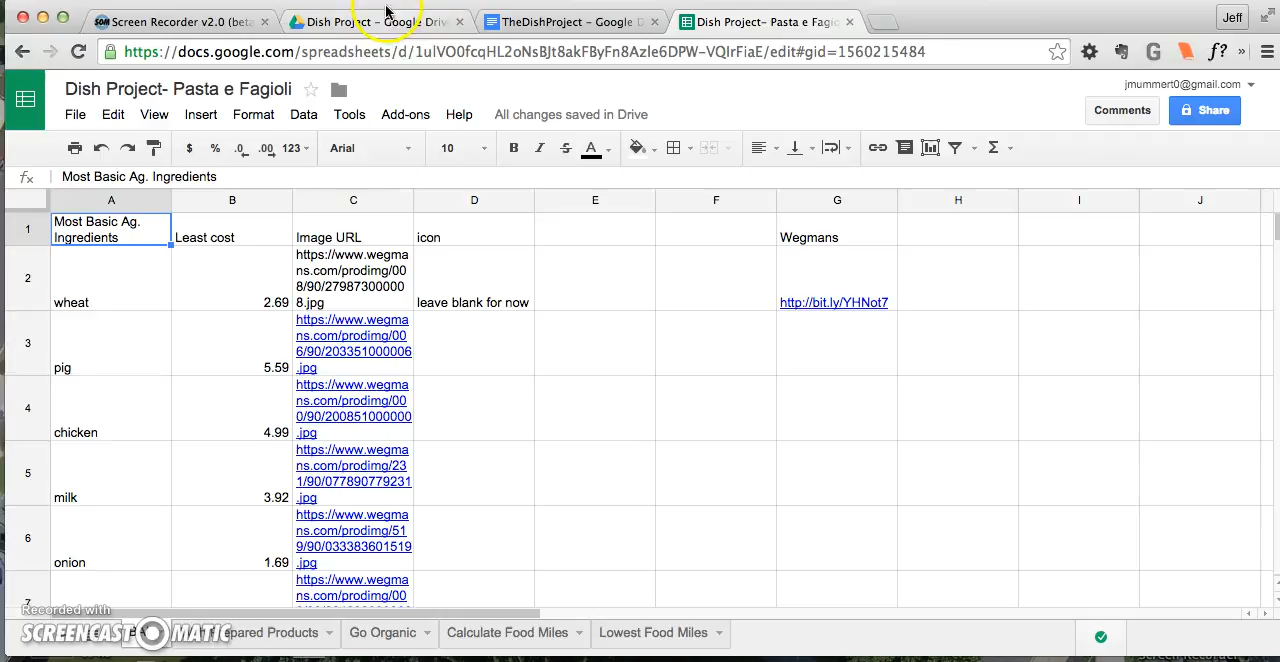 Screen Recorder v2.0 (beta
Dish Project – Google Drive
TheDishProject – Google D
Dish Project– Pasta e Fagio
Jeff
https://docs.google.com/spreadsheets/d/1ulVO0fcqHL2oNsBJt8akFByFn8Azle6DPW-VQIrFiaE/edit#gid=1560215484
Dish Project- Pasta e Fagioli
jmummert0@gmail.com
File Edit View Insert Format Data Tools Add-ons Help All changes saved in Drive
Comments
Share
$ % .0 .00 123 Arial 10 B I S A
fx Most Basic Ag. Ingredients
A B C D E F G H I J
1 Most Basic Ag.
Ingredients Least cost Image URL icon Wegmans
2 wheat 2.69 https://www.wegma
ns.com/prodimg/00
8/90/27987300000
8.jpg leave blank for now http://bit.ly/YHNot7
3 pig 5.59 https://www.wegma
ns.com/prodimg/00
6/90/203351000006
.jpg
4 chicken 4.99 https://www.wegma
ns.com/prodimg/00
0/90/200851000000
.jpg
5 milk 3.92 https://www.wegma
ns.com/prodimg/23
1/90/077890779231
.jpg
6 onion 1.69 https://www.wegma
ns.com/prodimg/51
9/90/033383601519
.jpg
7 https://www.wegma
ns.com/prodimg/00
Recorded with
SCREENCAST O MATIC
epared Products Go Organic Calculate Food Miles Lowest Food Miles